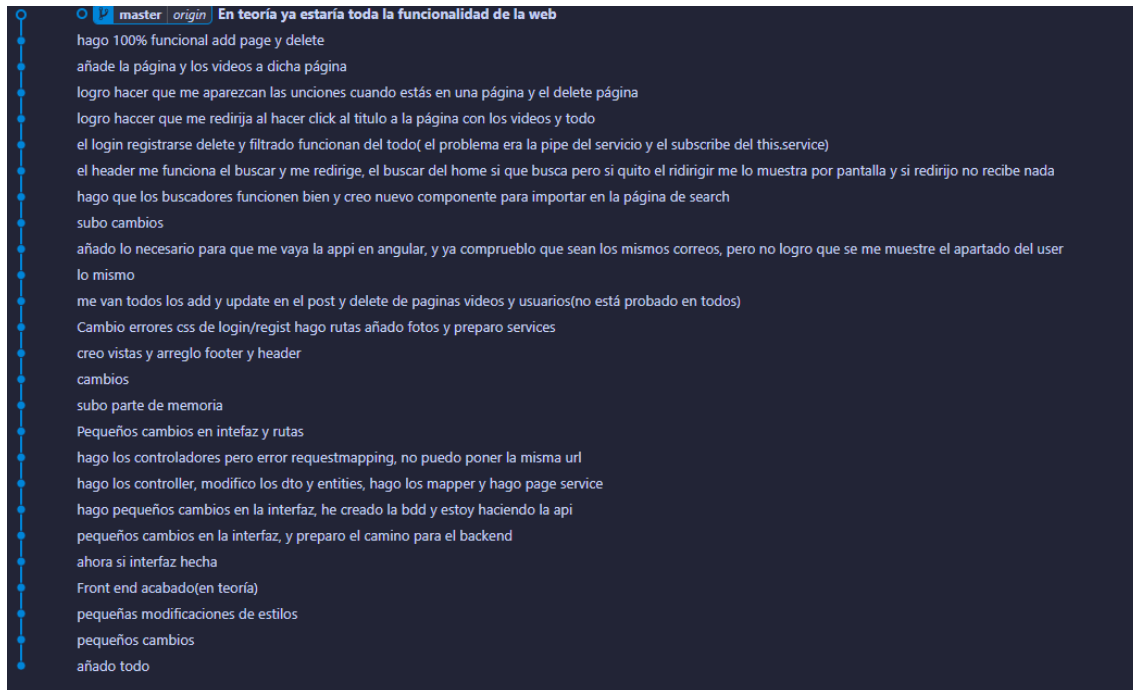 master origin En teoría ya estaría toda la funcionalidad de la web
hago 100% funcional add page y delete
añade la página y los videos a dicha página
logro hacer que me aparezcan las unciones cuando estás en una página y el delete página
logro haccer que me redirija al hacer click al titulo a la página con los videos y todo
el login registrarse delete y filtrado funcionan del todo( el problema era la pipe del servicio y el subscribe del this.service)
el header me funciona el buscar y me redirige, el buscar del home si que busca pero si quito el ridirigir me lo muestra por pantalla y si redirijo no recibe nada
hago que los buscadores funcionen bien y creo nuevo componente para importar en la página de search
subo cambios
añado lo necesario para que me vaya la appi en angular, y ya comprueblo que sean los mismos correos, pero no logro que se me muestre el apartado del user
lo mismo
me van todos los add y update en el post y delete de paginas videos y usuarios(no está probado en todos)
Cambio errores css de login/regist hago rutas añado fotos y preparo services
creo vistas y arreglo footer y header
cambios
subo parte de memoria
Pequeños cambios en intefaz y rutas
hago los controladores pero error requestmapping, no puedo poner la misma url
hago los controller, modifico los dto y entities, hago los mapper y hago page service
hago pequeños cambios en la interfaz, he creado la bdd y estoy haciendo la api
pequeños cambios en la interfaz, y preparo el camino para el backend
ahora si interfaz hecha
Front end acabado(en teoría)
pequeñas modificaciones de estilos
pequeños cambios
añado todo